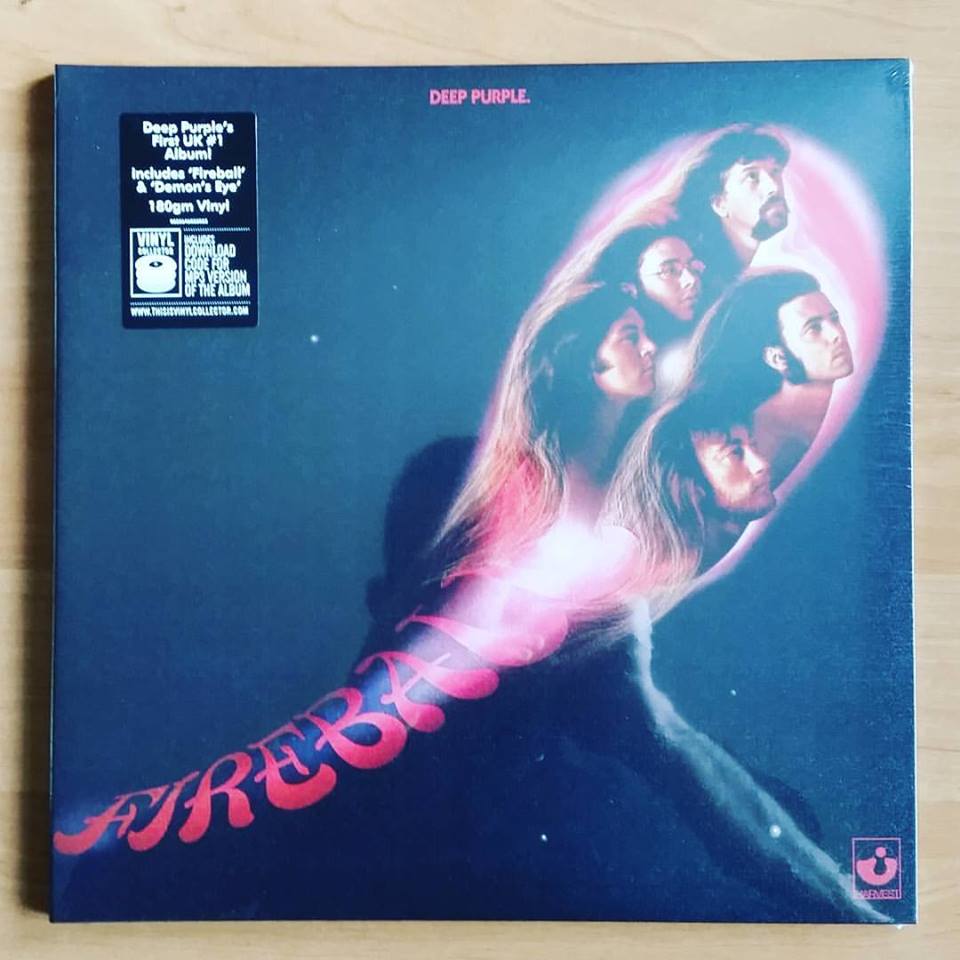 DEEP PURPLE.
Deep Purple's
First UK #1
Album!
Includes 'Fireball'
& 'Demon's Eye'
180gm Vinyl
VINYL
COLLECTOR
INCLUDES
DOWNLOAD
CODE FOR
MP3 VERSION
OF THE ALBUM
WWW.THISISVINYLCOLLECTOR.COM
FIREBALL
HARVEST